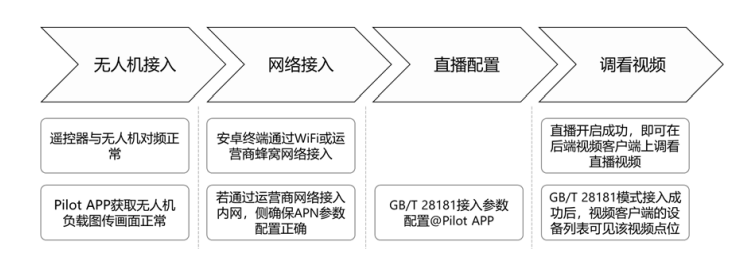 无人机接入
网络接入
直播配置
调看视频
遥控器与无人机对频正
常
Pilot APP获取无人机
负载图传画面正常
安卓终端通过WiFi或运
营商蜂窝网络接入
若通过运营商网络接入
内网，侧确保APN参数
配置正确
GB/T 28181接入参数
配置@Pilot APP
直播开启成功，即可在
后端视频客户端上调看
直播视频
GB/T 28181模式接入成
功后，视频客户端的设
备列表可见该视频点位